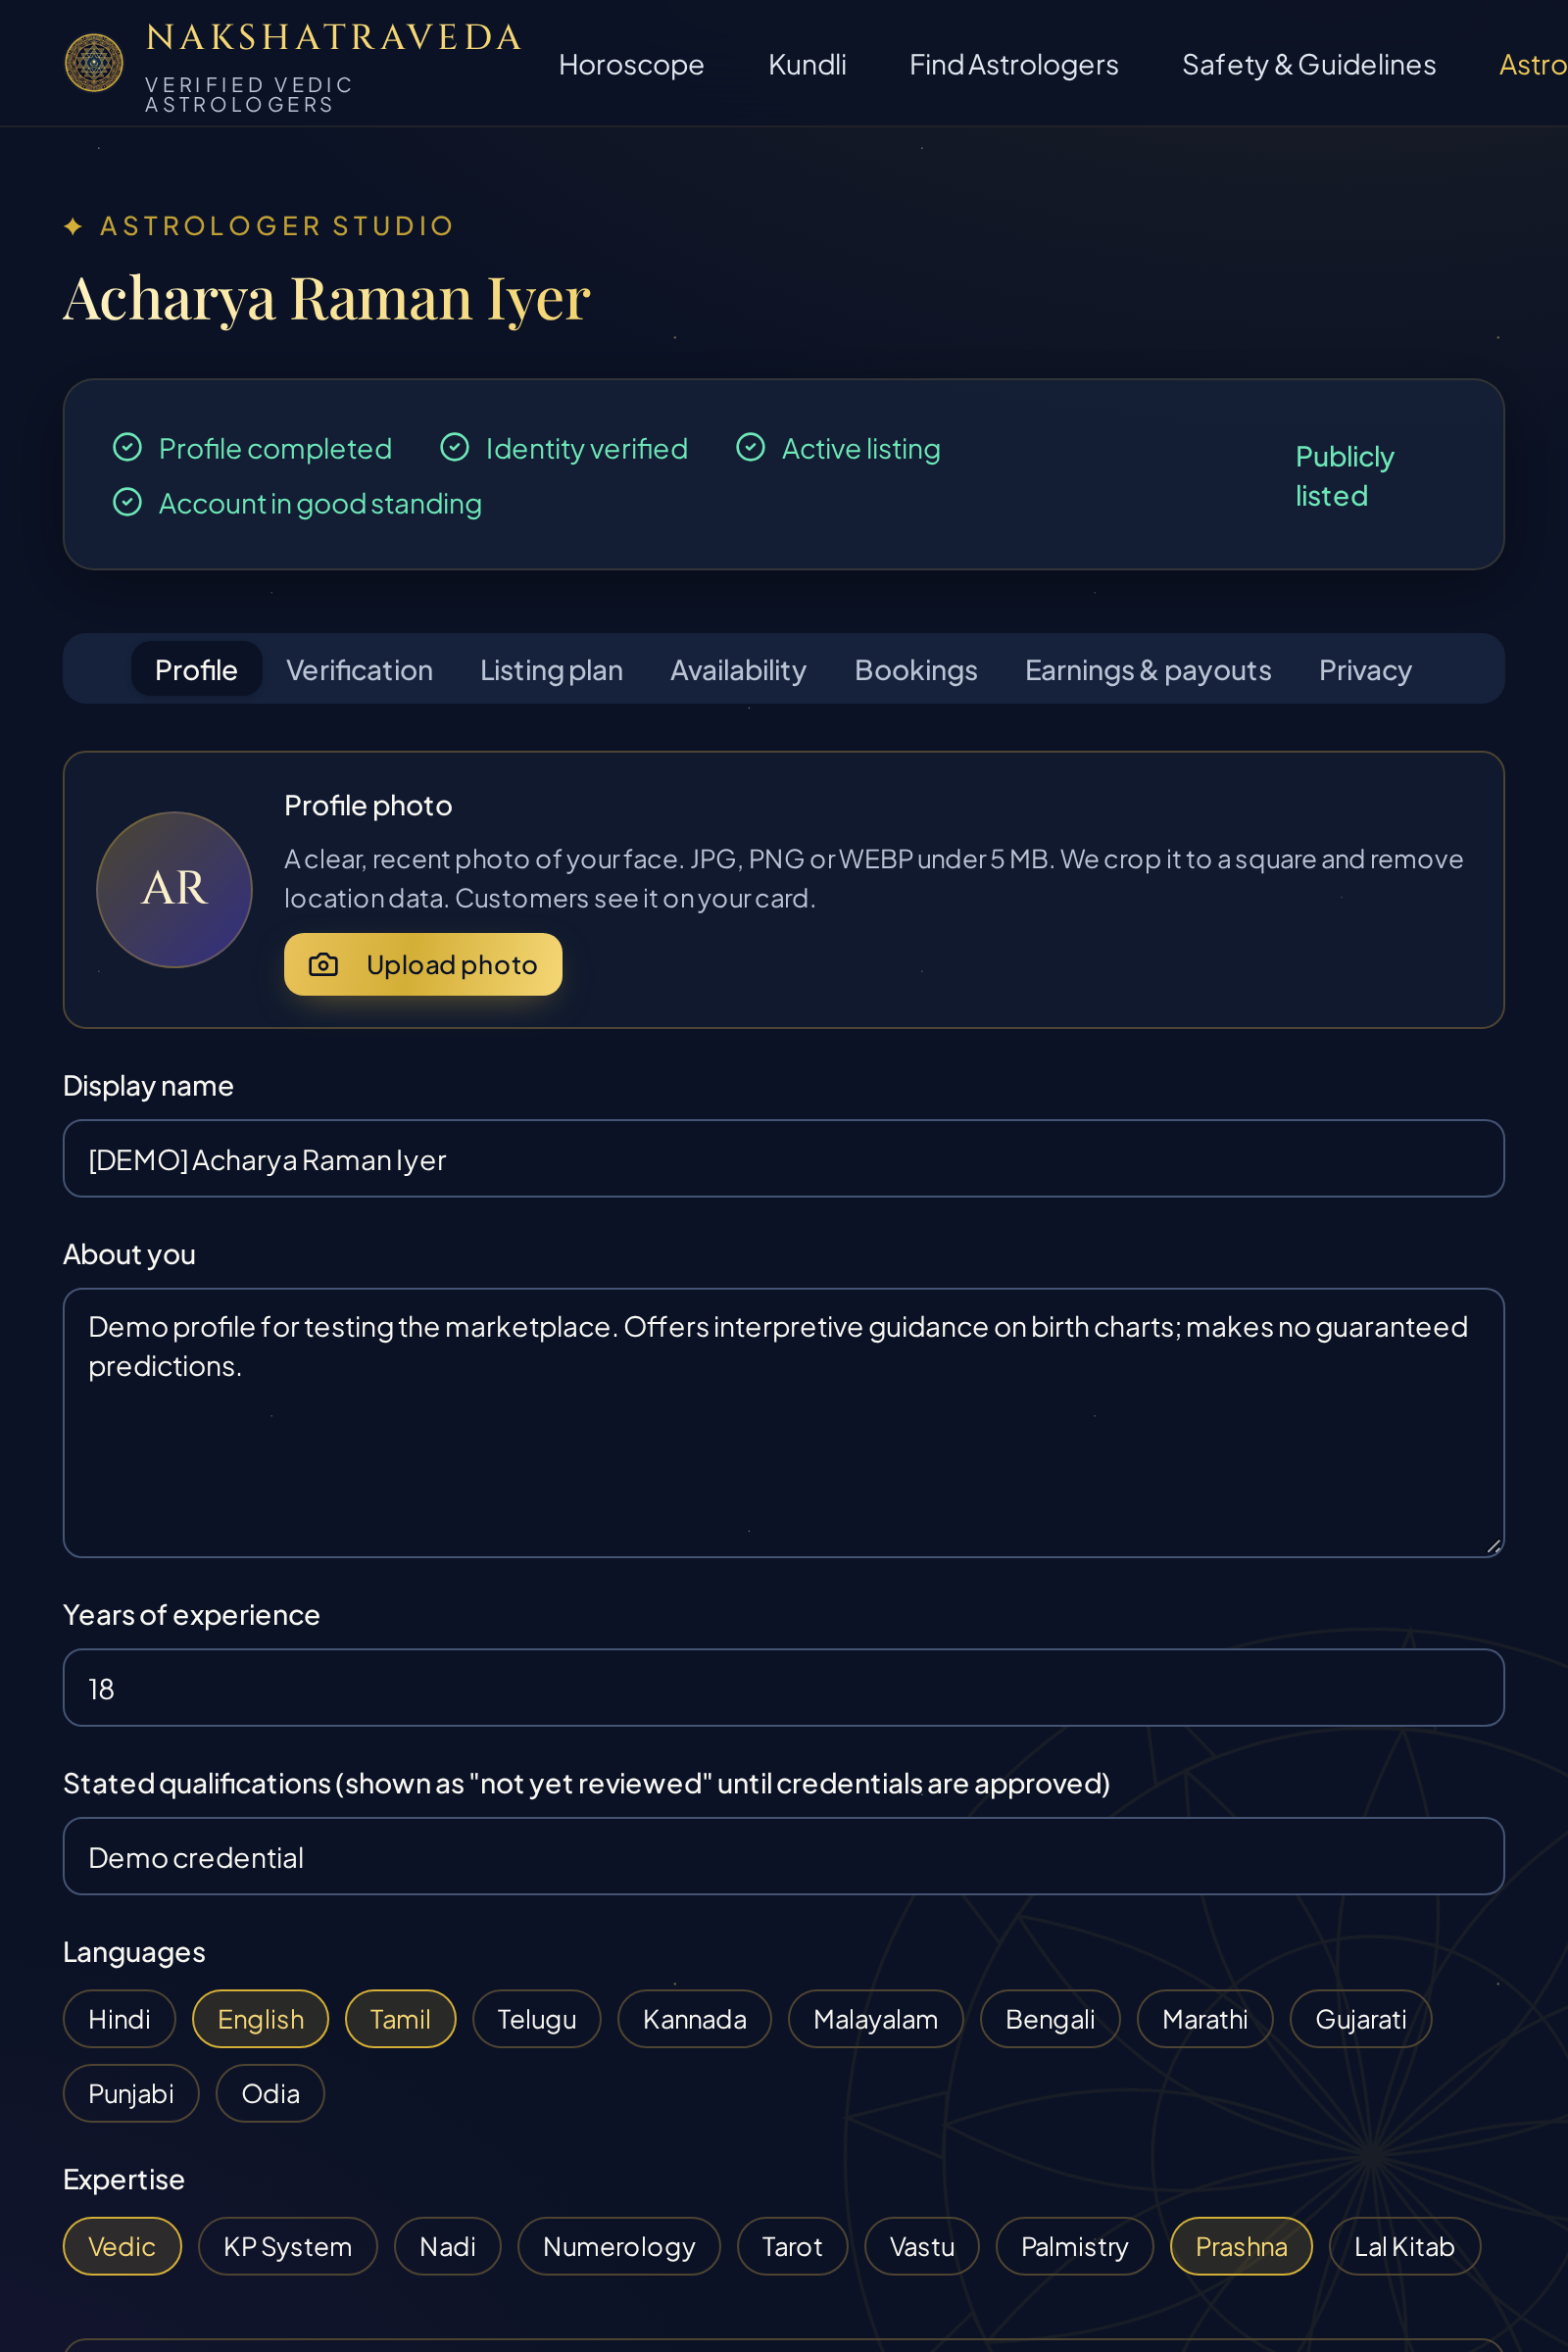 NAKSHATRAVEDA
VERIFIED VEDIC
ASTROLOGERS
Horoscope
Kundli
Find Astrologers
Safety & Guidelines
Astro
✦ ASTROLOGER STUDIO
Acharya Raman Iyer
Profile completed
Identity verified
Active listing
Account in good standing
Publicly
listed
Profile
Verification
Listing plan
Availability
Bookings
Earnings & payouts
Privacy
AR
Profile photo
A clear, recent photo of your face. JPG, PNG or WEBP under 5 MB. We crop it to a square and remove
location data. Customers see it on your card.
Upload photo
Display name
[DEMO] Acharya Raman Iyer
About you
Demo profile for testing the marketplace. Offers interpretive guidance on birth charts; makes no guaranteed
predictions.
Years of experience
18
Stated qualifications (shown as "not yet reviewed" until credentials are approved)
Demo credential
Languages
Hindi
English
Tamil
Telugu
Kannada
Malayalam
Bengali
Marathi
Gujarati
Punjabi
Odia
Expertise
Vedic
KP System
Nadi
Numerology
Tarot
Vastu
Palmistry
Prashna
Lal Kitab